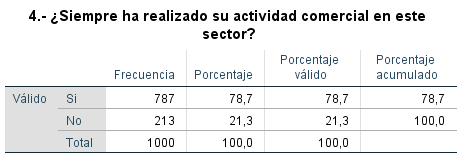 4.- ¿Siempre ha realizado su actividad comercial en este
sector?
Frecuencia Porcentaje Porcentaje válido Porcentaje acumulado
Válido Si 787 78,7 78,7 78,7
No 213 21,3 21,3 100,0
Total 1000 100,0 100,0